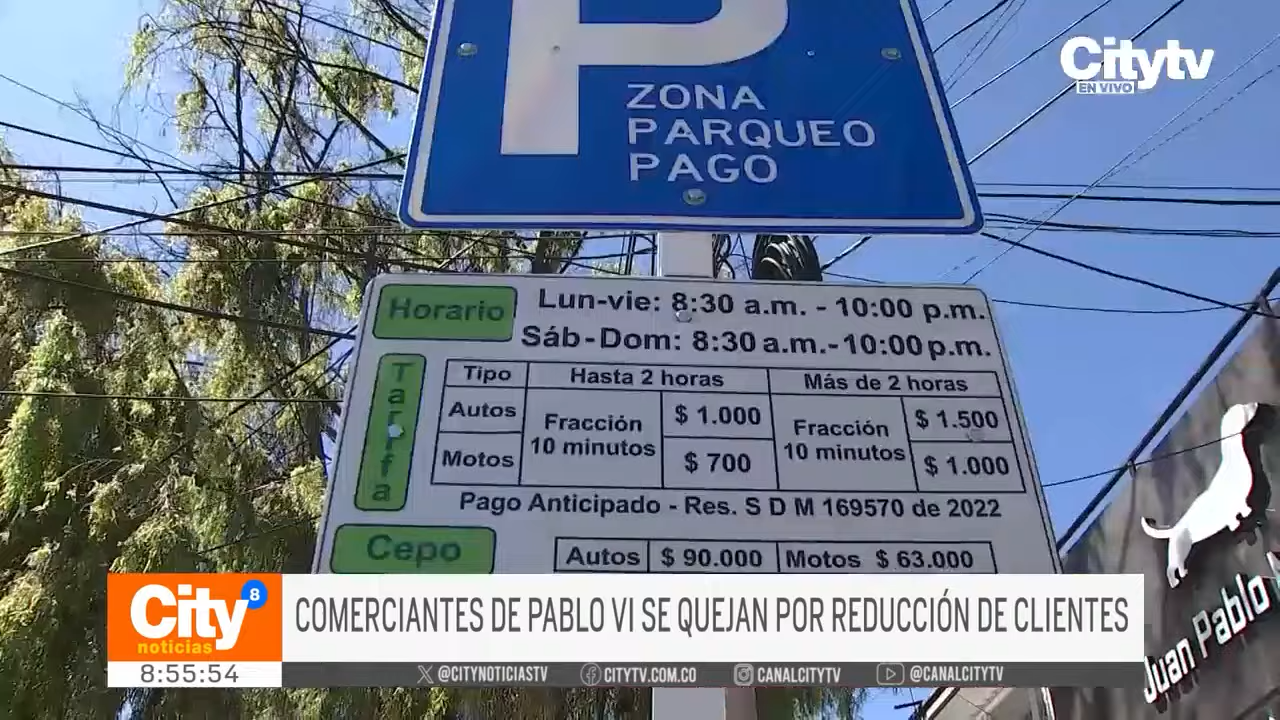 P
ZONA
PARQUEO
PAGO
Citytv
EN VIVO
Horario
Lun-vie: 8:30 a.m. - 10:00 p.m.
Sáb-Dom: 8:30 a.m.-10:00 p.m.
Tarifa
Tipo Hasta 2 horas Más de 2 horas
Autos Fracción 10 minutos $ 1.000 Fracción 10 minutos $ 1.500
Motos $ 700 $ 1.000
Pago Anticipado - Res. S D M 169570 de 2022
Cepo
Autos $ 90.000 Motos $ 63.000
Juan Pablo
City 8
noticias
8:55:54
COMERCIANTES DE PABLO VI SE QUEJAN POR REDUCCIÓN DE CLIENTES
@CITYNOTICIASTV CITYTV.COM.CO CANALCITYTV @CANALCITYTV